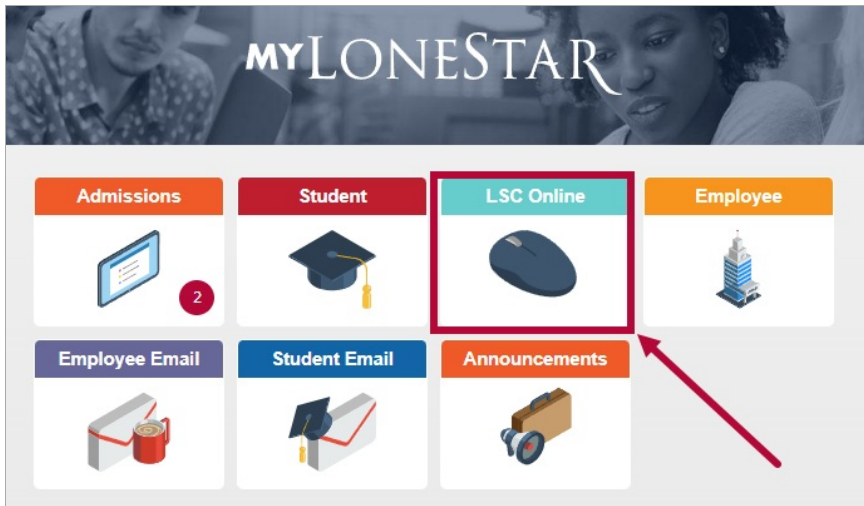 MYLONESTAR
Admissions
Student
LSC Online
Employee
2
Employee Email
Student Email
Announcements